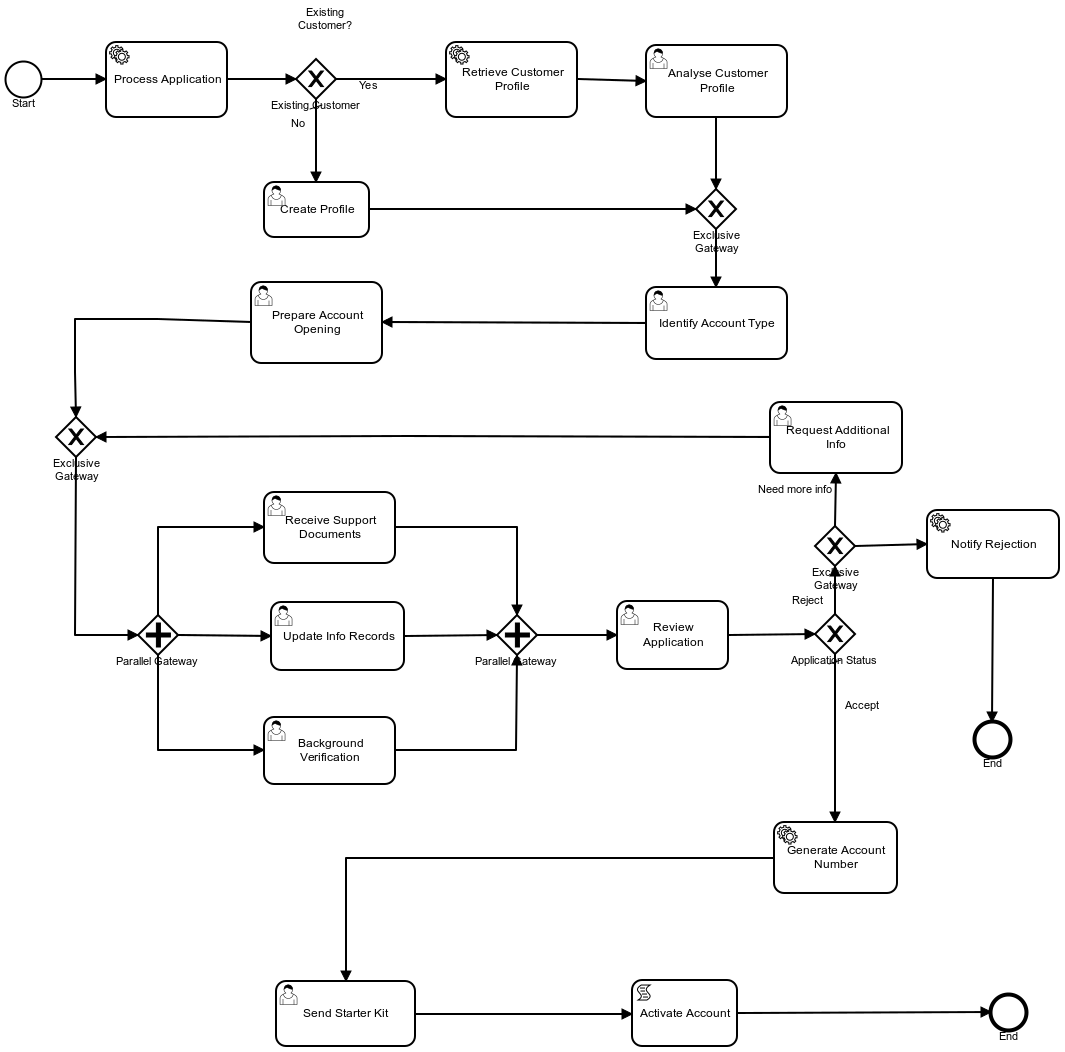 Existing
Customer?
Start
Process Application
Existing Customer
Yes
No
Retrieve Customer
Profile
Analyse Customer
Profile
Create Profile
Exclusive
Gateway
Prepare Account
Opening
Identify Account Type
Exclusive
Gateway
Request Additional
Info
Need more info
Receive Support
Documents
Exclusive
Gateway
Notify Rejection
Reject
Parallel Gateway
Update Info Records
Parallel Gateway
Review
Application
Application Status
Accept
Background
Verification
End
Generate Account
Number
Send Starter Kit
Activate Account
End